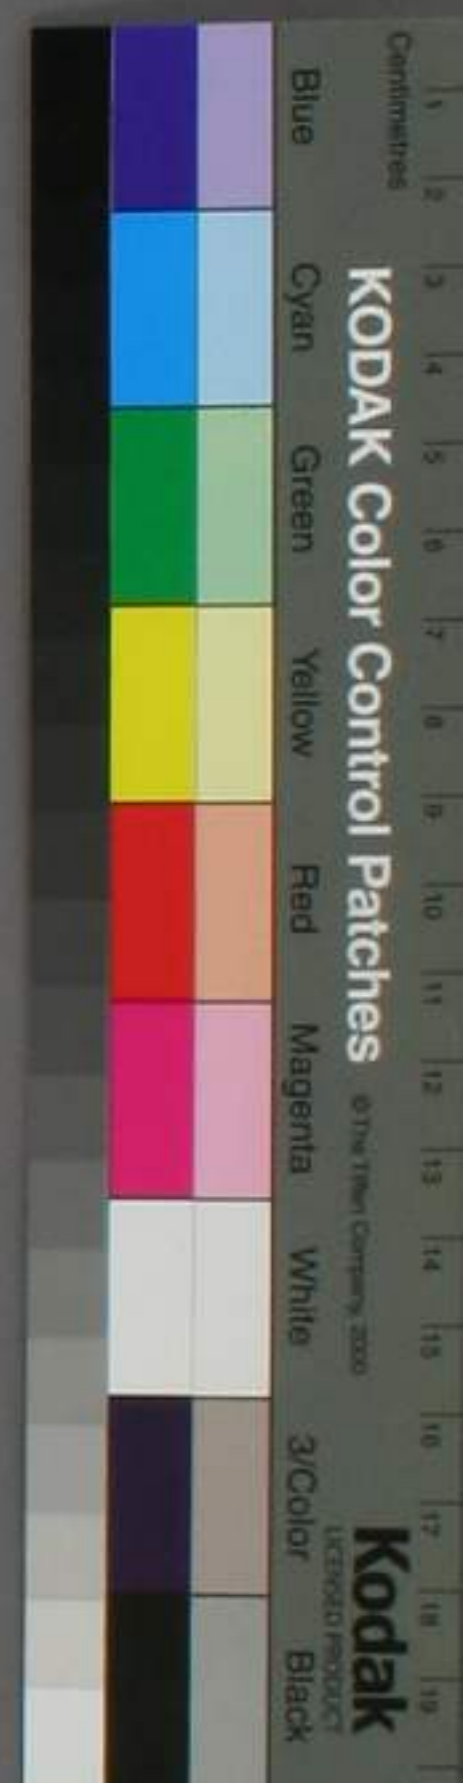 Centimetres
1 2 3 4 5 6 7 8 9 10 11 12 13 14 15 16 17 18 19
KODAK Color Control Patches © The Tiffen Company, 2000
Kodak
LICENSED PRODUCT
Blue Cyan Green Yellow Red Magenta White 3/Color Black